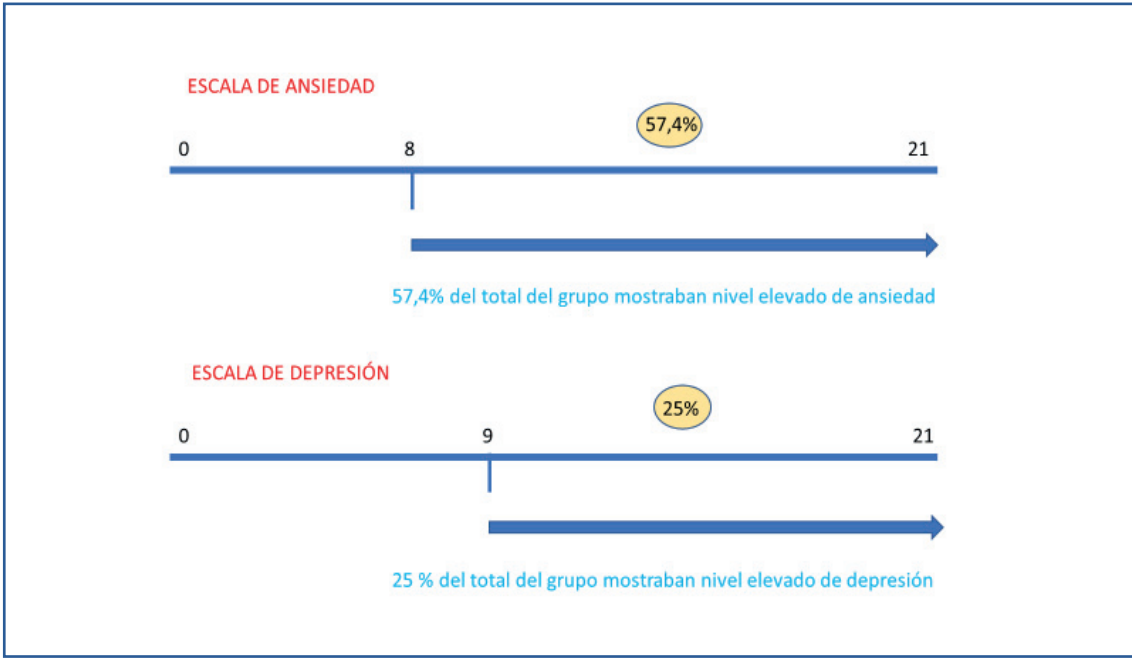 ESCALA DE ANSIEDAD
57,4%
0 8 21
57,4% del total del grupo mostraban nivel elevado de ansiedad
ESCALA DE DEPRESIÓN
25%
0 9 21
25 % del total del grupo mostraban nivel elevado de depresión